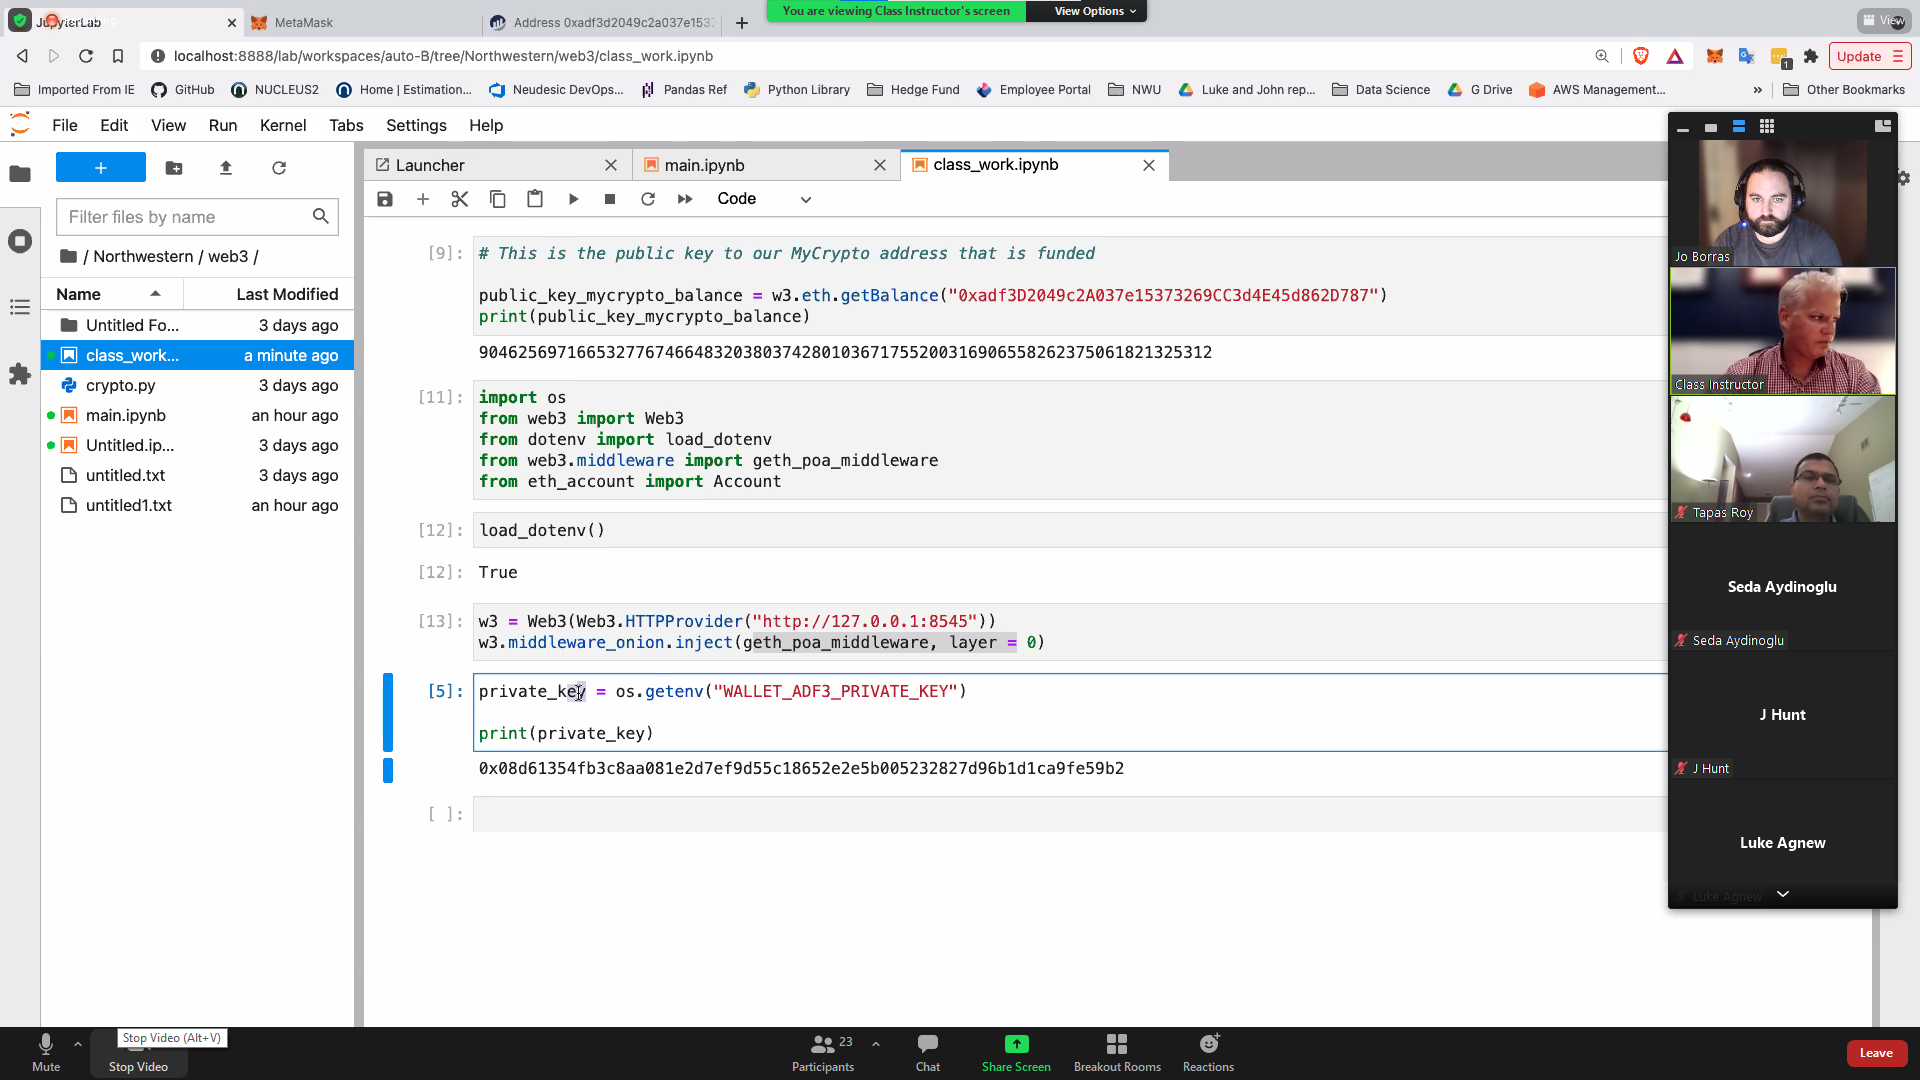 JupyterLab
MetaMask
Address 0xadf3d2049c2a037e1537
You are viewing Class Instructor's screen
View Options
View
localhost:8888/lab/workspaces/auto-B/tree/Northwestern/web3/class_work.ipynb
1
Update
Imported From IE
GitHub
NUCLEUS2
Home | Estimation...
Neudesic DevOps...
Pandas Ref
Python Library
Hedge Fund
Employee Portal
NWU
Luke and John rep...
Data Science
G Drive
AWS Management...
»
Other Bookmarks
File Edit View Run Kernel Tabs Settings Help
Launcher
main.ipynb
class_work.ipynb
Code
Filter files by name
/ Northwestern / web3 /
Name Last Modified
Untitled Fo... 3 days ago
class_work... a minute ago
crypto.py 3 days ago
main.ipynb an hour ago
Untitled.ip... 3 days ago
untitled.txt 3 days ago
untitled1.txt an hour ago
[9]: # This is the public key to our MyCrypto address that is funded
public_key_mycrypto_balance = w3.eth.getBalance("0xadf3D2049c2A037e15373269CC3d4E45d862D787")
print(public_key_mycrypto_balance)
904625697166532776746648320380374280103671755200316906558262375061821325312
[11]: import os
from web3 import Web3
from dotenv import load_dotenv
from web3.middleware import geth_poa_middleware
from eth_account import Account
[12]: load_dotenv()
[12]: True
[13]: w3 = Web3(Web3.HTTPProvider("http://127.0.0.1:8545"))
w3.middleware_onion.inject(geth_poa_middleware, layer = 0)
[5]: private_key = os.getenv("WALLET_ADF3_PRIVATE_KEY")
print(private_key)
0x08d61354fb3c8aa081e2d7ef9d55c18652e2e5b005232827d96b1d1ca9fe59b2
[ ]:
Jo Borras
Class Instructor
Tapas Roy
Seda Aydinoglu
Seda Aydinoglu
J Hunt
J Hunt
Luke Agnew
Luke Agnew
Stop Video (Alt+V)
Mute
Stop Video
Participants
23
Chat
Share Screen
Breakout Rooms
Reactions
Leave